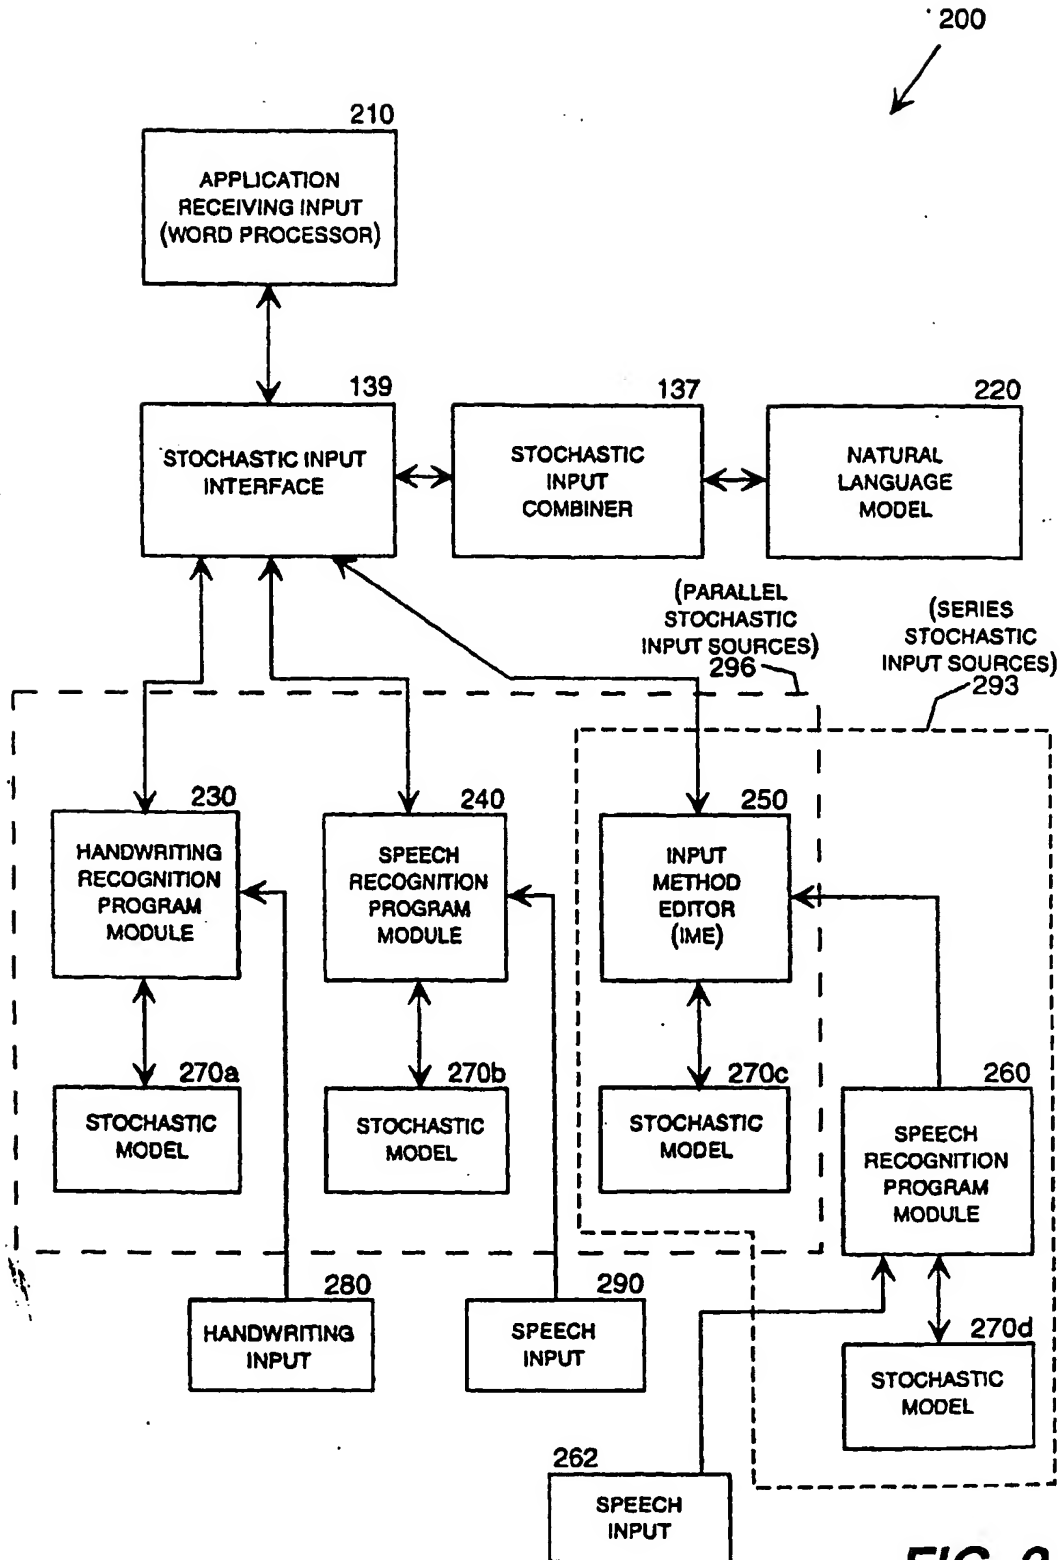 200
210
APPLICATION
RECEIVING INPUT
(WORD PROCESSOR)
139
STOCHASTIC INPUT
INTERFACE
137
STOCHASTIC
INPUT
COMBINER
220
NATURAL
LANGUAGE
MODEL
(PARALLEL
STOCHASTIC
INPUT SOURCES)
296
(SERIES
STOCHASTIC
INPUT SOURCES)
293
230
HANDWRITING
RECOGNITION
PROGRAM
MODULE
240
SPEECH
RECOGNITION
PROGRAM
MODULE
250
INPUT
METHOD
EDITOR
(IME)
270a
STOCHASTIC
MODEL
270b
STOCHASTIC
MODEL
270c
STOCHASTIC
MODEL
260
SPEECH
RECOGNITION
PROGRAM
MODULE
280
HANDWRITING
INPUT
290
SPEECH
INPUT
270d
STOCHASTIC
MODEL
262
SPEECH
INPUT